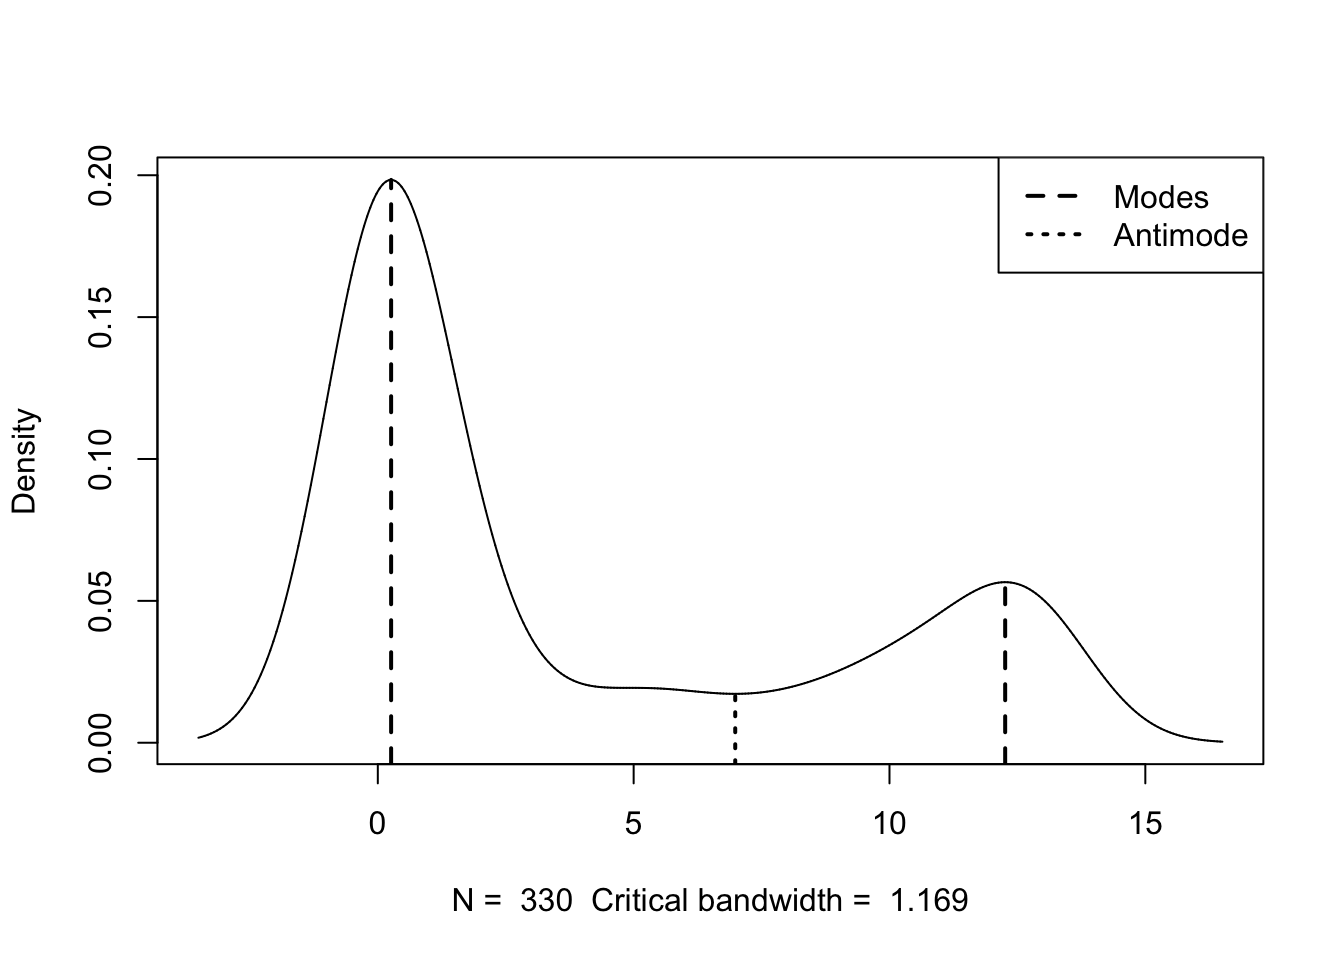 0.20
0.15
0.10
0.05
0.00
Density
Modes
Antimode
0 5 10 15
N =  330  Critical bandwidth =  1.169